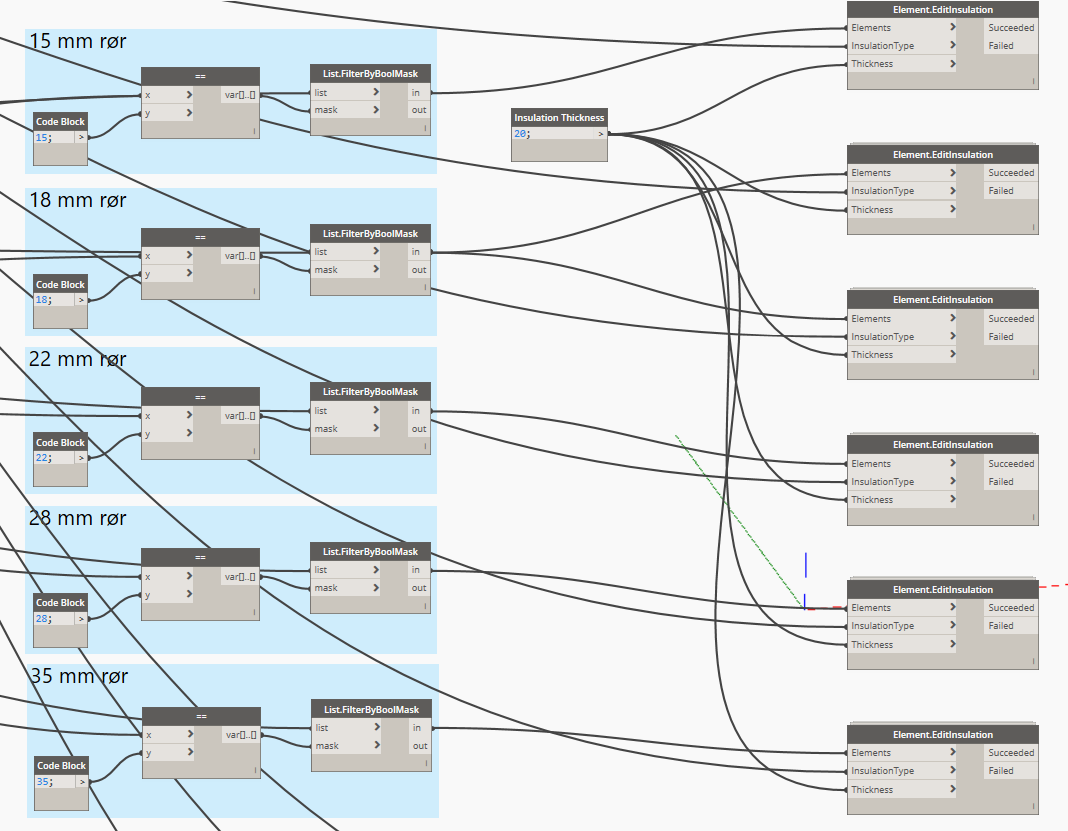 15 mm rør
==
x > var[]..[]
y >
Code Block
15; >
List.FilterByBoolMask
list > in
mask > out
18 mm rør
==
x > var[]..[]
y >
Code Block
18; >
List.FilterByBoolMask
list > in
mask > out
22 mm rør
==
x > var[]..[]
y >
Code Block
22; >
List.FilterByBoolMask
list > in
mask > out
28 mm rør
==
x > var[]..[]
y >
Code Block
28; >
List.FilterByBoolMask
list > in
mask > out
35 mm rør
==
x > var[]..[]
y >
Code Block
35; >
List.FilterByBoolMask
list > in
mask > out
Insulation Thickness
20; >
Element.EditInsulation
Elements > Succeeded
InsulationType > Failed
Thickness >
Element.EditInsulation
Elements > Succeeded
InsulationType > Failed
Thickness >
Element.EditInsulation
Elements > Succeeded
InsulationType > Failed
Thickness >
Element.EditInsulation
Elements > Succeeded
InsulationType > Failed
Thickness >
Element.EditInsulation
Elements > Succeeded
InsulationType > Failed
Thickness >
Element.EditInsulation
Elements > Succeeded
InsulationType > Failed
Thickness >